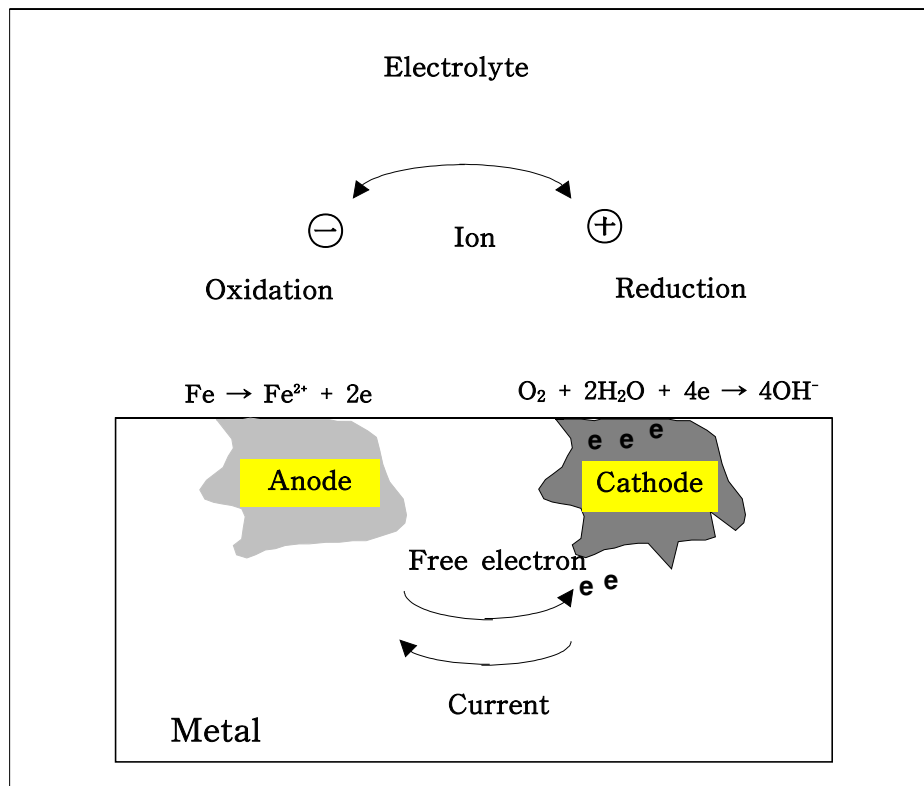 Electrolyte
⊖ Ion ⊕
Oxidation Reduction
Fe → Fe²⁺ + 2e O₂ + 2H₂O + 4e → 4OH⁻
e e e
Anode Cathode
Free electron
e e
Current
Metal